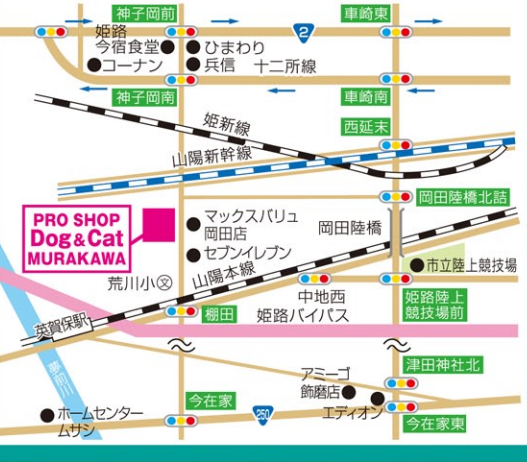 神子岡前
車崎東
2
姫路
今宿食堂
ひまわり
コーナン
兵信
十二所線
神子岡南
車崎南
姫新線
西延末
山陽新幹線
岡田陸橋北詰
PRO SHOP
Dog&Cat
MURAKAWA
マックスバリュ
岡田店
岡田陸橋
セブンイレブン
荒川小
文
山陽本線
市立陸上競技場
中地西
姫路陸上
競技場前
棚田
姫路バイパス
英賀保駅
夢前川
津田神社北
アミーゴ
飾磨店
エディオン
ホームセンター
ムサシ
今在家
250
今在家東